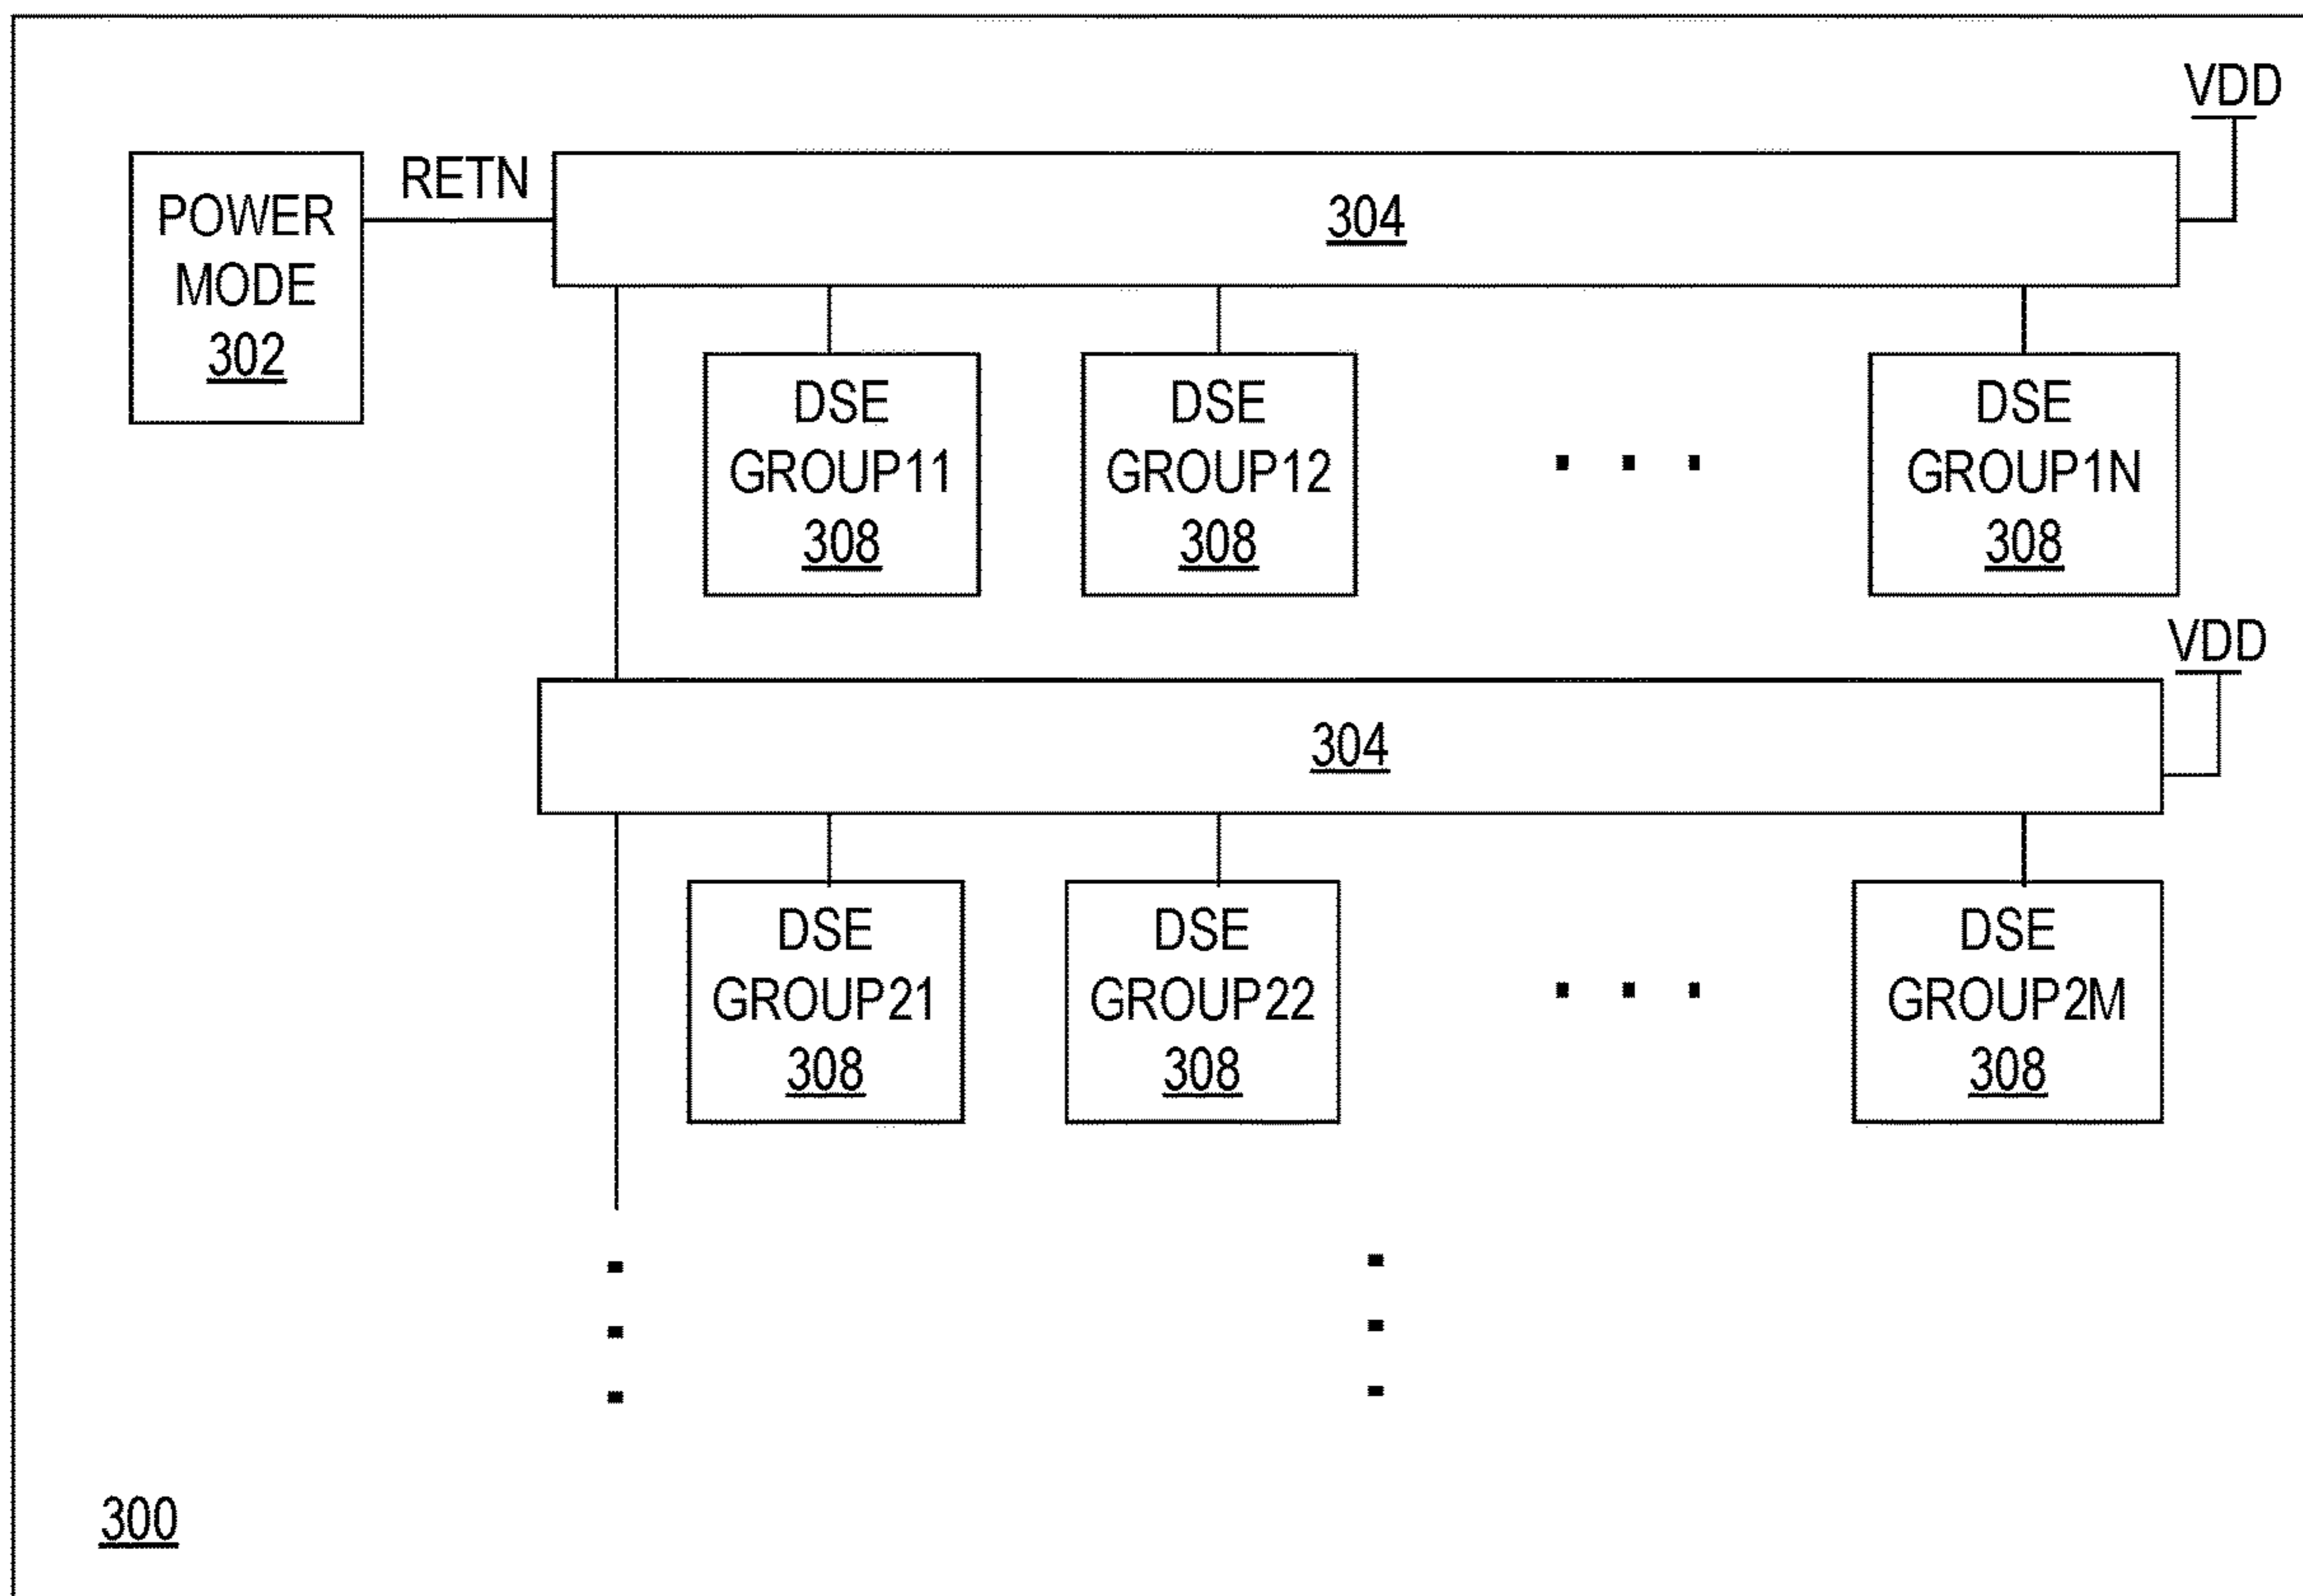 VDD
POWER
MODE
302
RETN
304
DSE
GROUP11
308
DSE
GROUP12
308
DSE
GROUP1N
308
VDD
304
DSE
GROUP21
308
DSE
GROUP22
308
DSE
GROUP2M
308
300